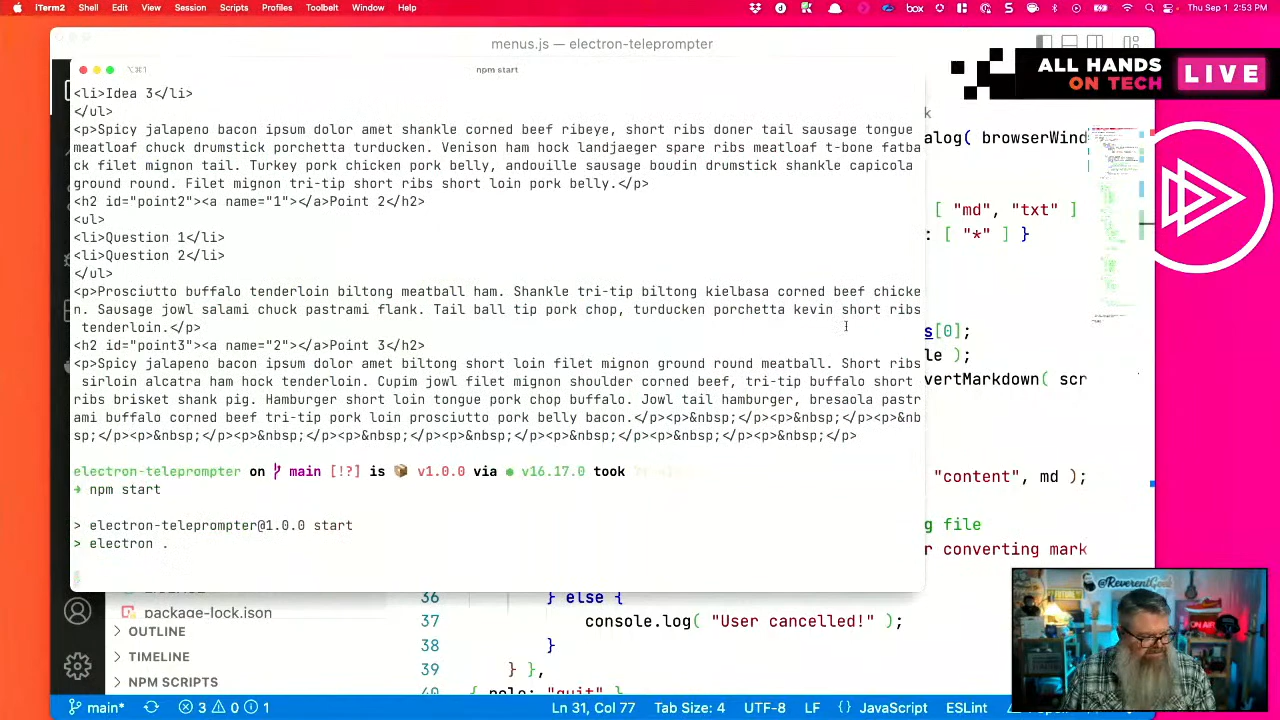 iTerm2 Shell Edit View Session Scripts Profiles Toolbelt Window Help
box
Thu Sep 1 2:53 PM
menus.js — electron-teleprompter
ALL HANDS
ON TECH
LIVE
⌥⌘1
npm start
<li>Idea 3</li>
</ul>
<p>Spicy jalapeno bacon ipsum dolor amet shankle corned beef ribeye, short ribs doner tail sausage tongue
meatloaf chuck drumstick porchetta turducken. Venison ham hock landjaeger spare ribs meatloaf t-bone fatba
ck filet mignon tail turkey pork chicken pork belly, andouille sausage beef ribs drumstick shankle capicola
ground round. Filet mignon tri-tip short ribs short loin pork belly.</p>
<h2 id="point2"><a name="1"></a>Point 2</h2>
<ul>
<li>Question 1</li>
<li>Question 2</li>
</ul>
<p>Prosciutto buffalo tenderloin biltong meatball ham. Shankle tri-tip biltong kielbasa corned beef chicke
n. Sausage jowl salami chuck pastrami flank. Tail ball tip pork chop, turducken porchetta kevin short ribs
tenderloin.</p>
<h2 id="point3"><a name="2"></a>Point 3</h2>
<p>Spicy jalapeno bacon ipsum dolor amet biltong short loin filet mignon ground round meatball. Short ribs
sirloin alcatra ham hock tenderloin. Cupim jowl filet mignon shoulder corned beef, tri-tip buffalo short
ribs brisket shank pig. Hamburger short loin tongue pork chop buffalo. Jowl tail hamburger, bresaola pastr
ami buffalo corned beef tri-tip pork loin prosciutto pork belly bacon.</p><p>&nbsp;</p><p>&nbsp;</p><p>&nb
sp;</p><p>&nbsp;</p><p>&nbsp;</p><p>&nbsp;</p><p>&nbsp;</p><p>&nbsp;</p><p>&nbsp;</p>
electron-teleprompter on main [!?] is v1.0.0 via v16.17.0 took
➜ npm start
> electron-teleprompter@1.0.0 start
> electron .
k
alog( browserWind
[ "md", "txt" ]
: [ "*" ] }
s[0];
le );
vertMarkdown( scr
"content", md );
g file
r converting mark
package-lock.json
OUTLINE
TIMELINE
NPM SCRIPTS
36 } else {
37 console.log( "User cancelled!" );
38 }
39 } },
40 { role: "quit" }
@ReverentGeek
ON AIR
main* 3 0 1
Ln 31, Col 77 Tab Size: 4 UTF-8 LF { } JavaScript ESLint